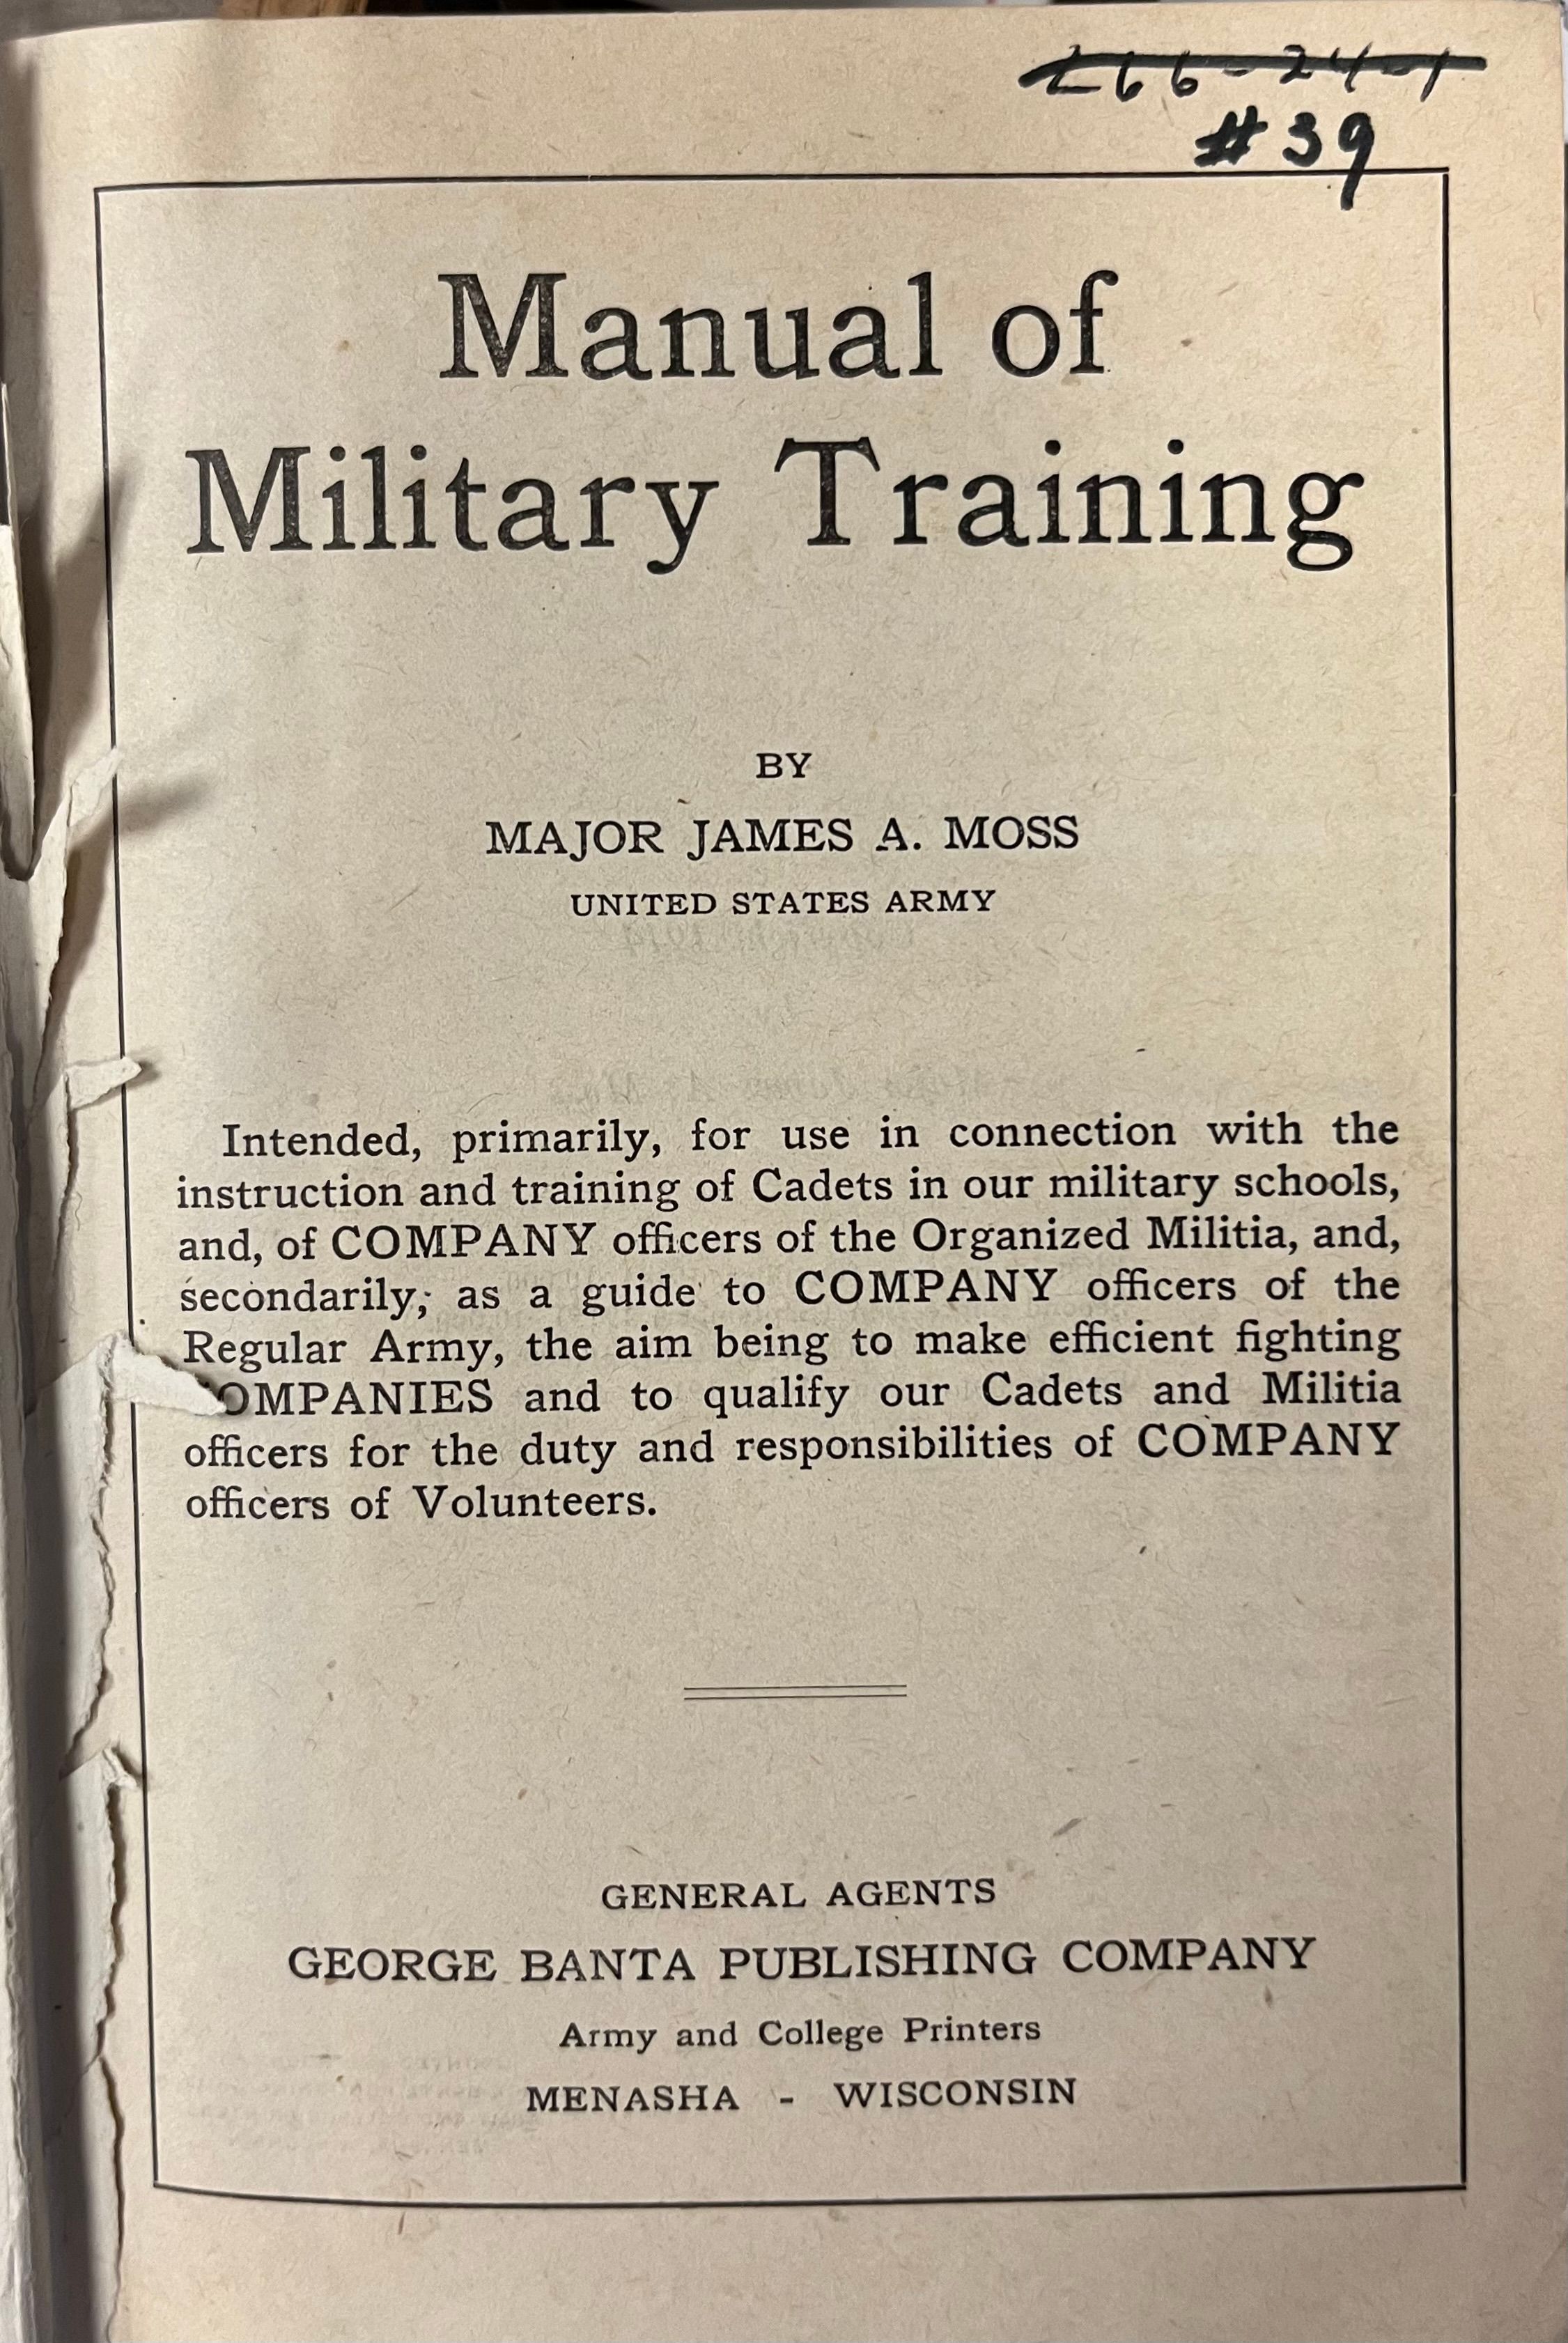 266-24-1
#39
Manual of
Military Training
BY
MAJOR JAMES A. MOSS
UNITED STATES ARMY
Intended, primarily, for use in connection with the
instruction and training of Cadets in our military schools,
and, of COMPANY officers of the Organized Militia, and,
secondarily, as a guide to COMPANY officers of the
Regular Army, the aim being to make efficient fighting
OMPANIES and to qualify our Cadets and Militia
officers for the duty and responsibilities of COMPANY
officers of Volunteers.
GENERAL AGENTS
GEORGE BANTA PUBLISHING COMPANY
Army and College Printers
MENASHA - WISCONSIN